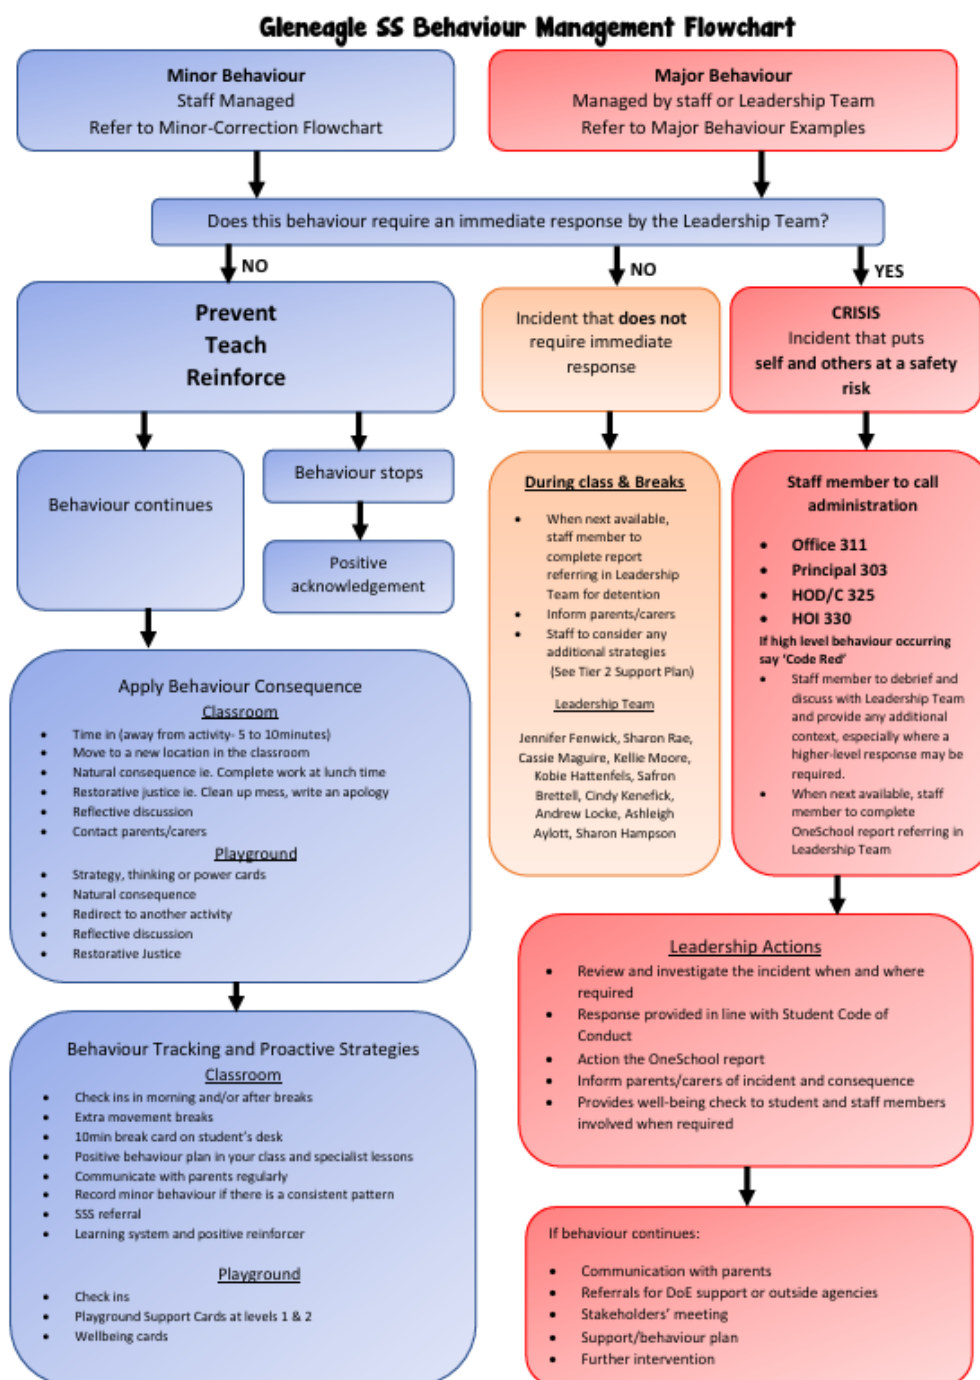 Gleneagle SS Behaviour Management Flowchart
Minor Behaviour
Staff Managed
Refer to Minor-Correction Flowchart
Major Behaviour
Managed by staff or Leadership Team
Refer to Major Behaviour Examples
Does this behaviour require an immediate response by the Leadership Team?
NO
NO
YES
Prevent
Teach
Reinforce
Incident that does not
require immediate
response
CRISIS
Incident that puts
self and others at a safety
risk
Behaviour continues
Behaviour stops
Positive
acknowledgement
During class & Breaks
• When next available,
staff member to
complete report
referring in Leadership
Team for detention
• Inform parents/carers
• Staff to consider any
additional strategies
(See Tier 2 Support Plan)
Leadership Team
Jennifer Fenwick, Sharon Rae,
Cassie Maguire, Kellie Moore,
Kobie Hattenfels, Safron
Brettell, Cindy Kenefick,
Andrew Locke, Ashleigh
Aylott, Sharon Hampson
Staff member to call
administration
• Office 311
• Principal 303
• HOD/C 325
• HOI 330
If high level behaviour occurring
say 'Code Red'
• Staff member to debrief and
discuss with Leadership Team
and provide any additional
context, especially where a
higher-level response may be
required.
• When next available, staff
member to complete
OneSchool report referring in
Leadership Team
Apply Behaviour Consequence
Classroom
• Time in (away from activity- 5 to 10minutes)
• Move to a new location in the classroom
• Natural consequence ie. Complete work at lunch time
• Restorative justice ie. Clean up mess, write an apology
• Reflective discussion
• Contact parents/carers
Playground
• Strategy, thinking or power cards
• Natural consequence
• Redirect to another activity
• Reflective discussion
• Restorative Justice
Behaviour Tracking and Proactive Strategies
Classroom
• Check ins in morning and/or after breaks
• Extra movement breaks
• 10min break card on student's desk
• Positive behaviour plan in your class and specialist lessons
• Communicate with parents regularly
• Record minor behaviour if there is a consistent pattern
• SSS referral
• Learning system and positive reinforcer
Playground
• Check ins
• Playground Support Cards at levels 1 & 2
• Wellbeing cards
Leadership Actions
• Review and investigate the incident when and where
required
• Response provided in line with Student Code of
Conduct
• Action the OneSchool report
• Inform parents/carers of incident and consequence
• Provides well-being check to student and staff members
involved when required
If behaviour continues:
• Communication with parents
• Referrals for DoE support or outside agencies
• Stakeholders' meeting
• Support/behaviour plan
• Further intervention